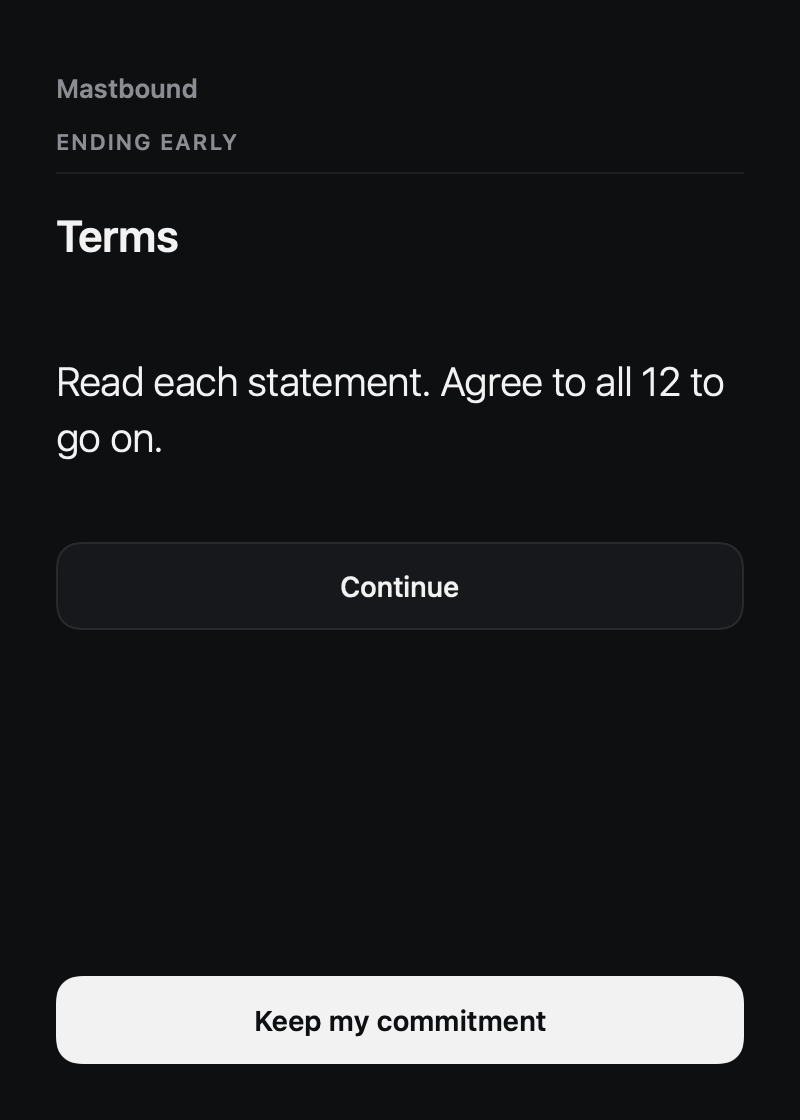 Mastbound
ENDING EARLY
Terms
Read each statement. Agree to all 12 to
go on.
Continue
Keep my commitment